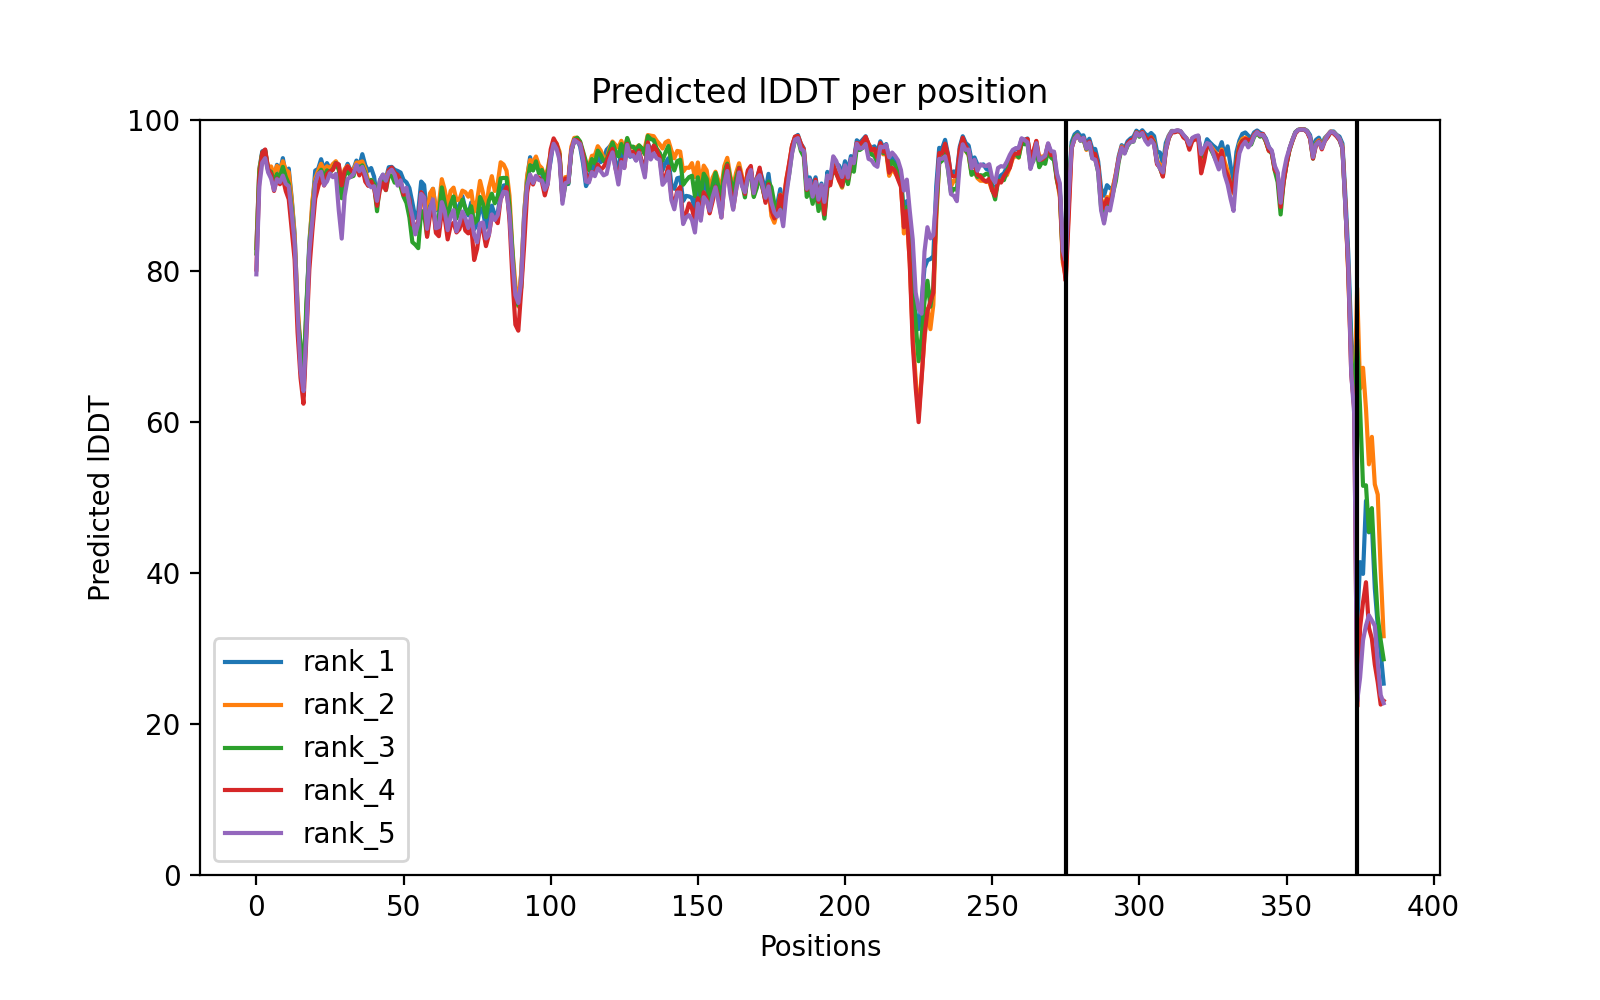 Predicted lDDT per position
Predicted lDDT
100
80
60
40
20
0
rank_1
rank_2
rank_3
rank_4
rank_5
0 50 100 150 200 250 300 350 400
Positions